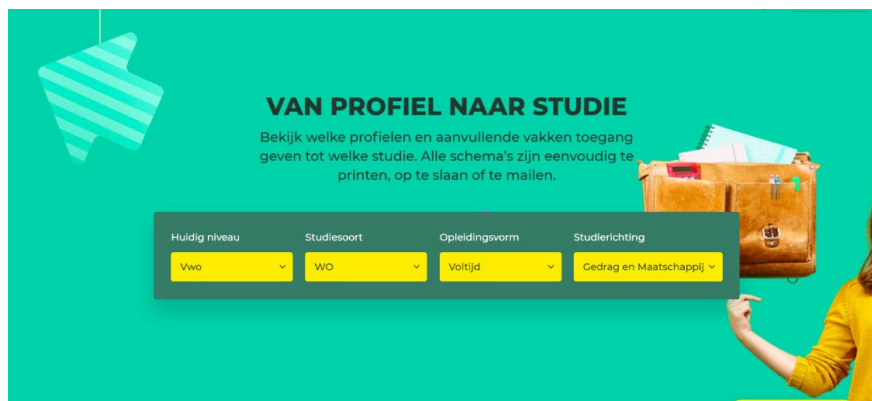 VAN PROFIEL NAAR STUDIE
Bekijk welke profielen en aanvullende vakken toegang
geven tot welke studie. Alle schema's zijn eenvoudig te
printen, op te slaan of te mailen.
Huidig niveau Studiesoort Opleidingsvorm Studierichting
Vwo WO Voltijd Gedrag en Maatschappij